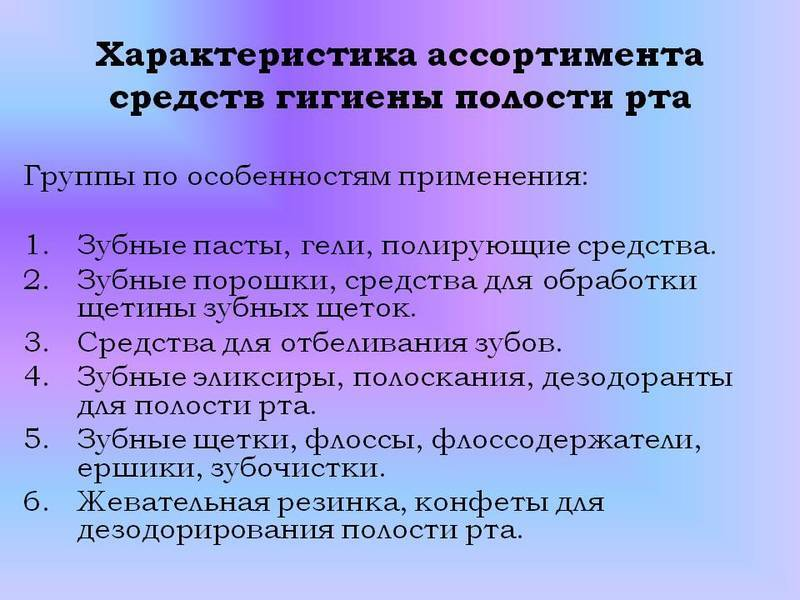 Характеристика ассортимента
средств гигиены полости рта
Группы по особенностям применения:
1. Зубные пасты, гели, полирующие средства.
2. Зубные порошки, средства для обработки
щетины зубных щеток.
3. Средства для отбеливания зубов.
4. Зубные эликсиры, полоскания, дезодоранты
для полости рта.
5. Зубные щетки, флоссы, флоссодержатели,
ершики, зубочистки.
6. Жевательная резинка, конфеты для
дезодорирования полости рта.